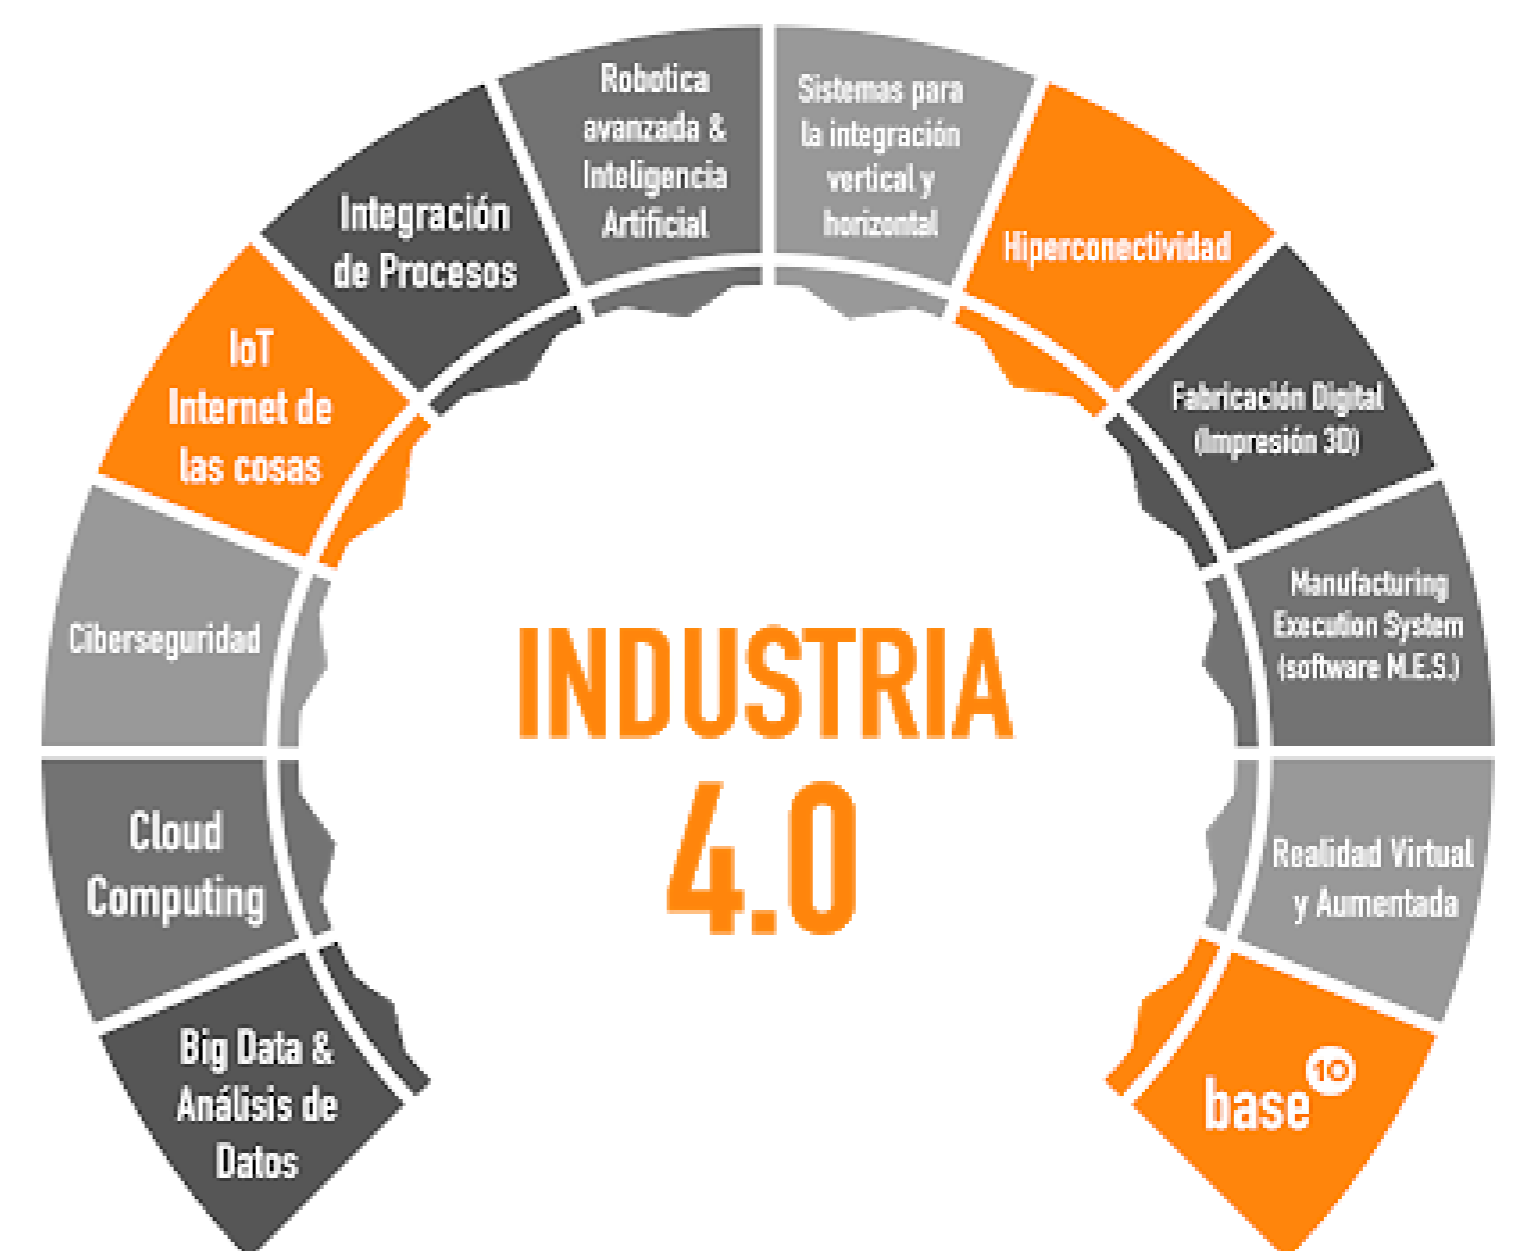 Robotica
avanzada &
Inteligencia
Artificial
Sistemas para
la integración
vertical y
horizontal
Integración
de Procesos
Hiperconectividad
IoT
Internet de
las cosas
Fabricación Digital
(Impresión 3D)
Ciberseguridad
Manufacturing
Execution System
(software M.E.S.)
INDUSTRIA
4.0
Cloud
Computing
Realidad Virtual
y Aumentada
Big Data &
Análisis de
Datos
base10